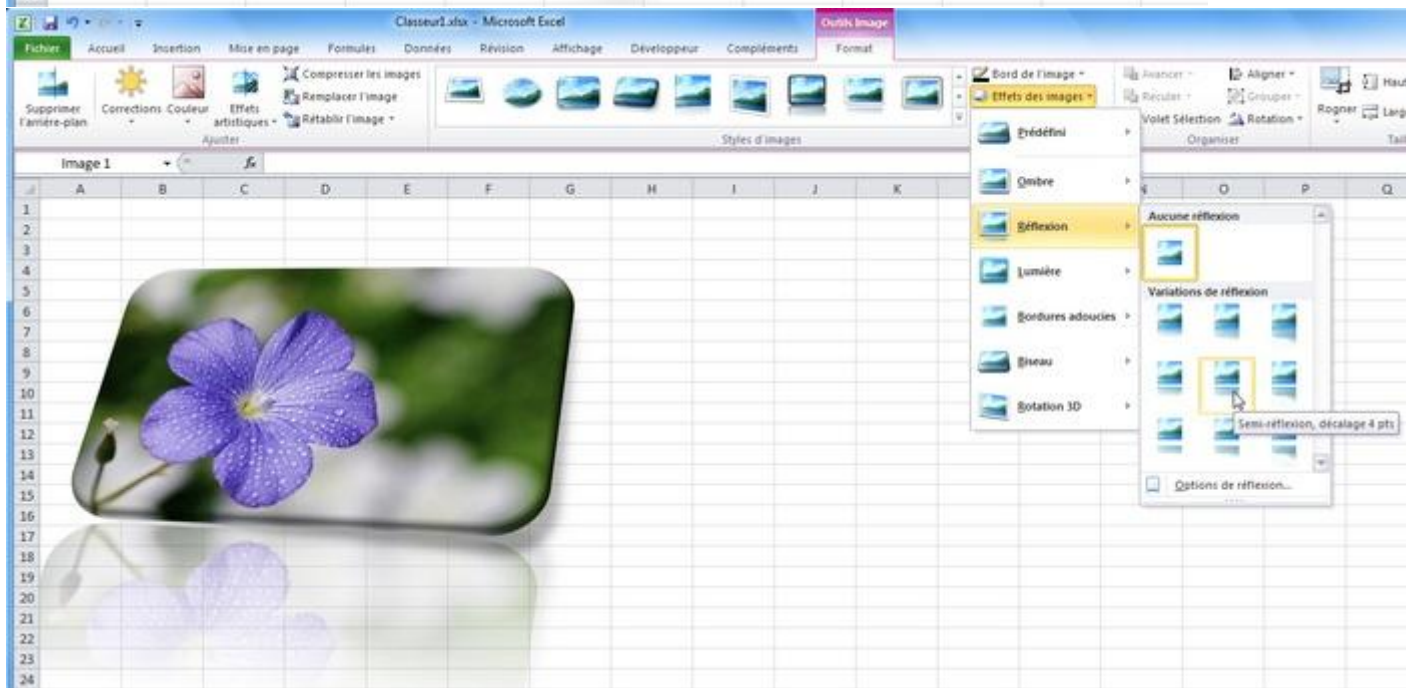 Classeur1.xlsx - Microsoft Excel
Outils Image
Fichier Accueil Insertion Mise en page Formules Données Révision Affichage Développeur Compléments Format
Supprimer l'arrière-plan
Corrections
Couleur
Effets artistiques
Compresser les images
Remplacer l'image
Rétablir l'image
Ajuster
Styles d'images
Bord de l'image
Effets des images
Avancer
Reculer
Volet Sélection
Aligner
Grouper
Rotation
Organiser
Rogner
Haut
Larg
Tail
Image 1 fx
A B C D E F G H I J K N O P Q
1
2
3
4
5
6
7
8
9
10
11
12
13
14
15
16
17
18
19
20
21
22
23
24
Prédéfini
Ombre
Réflexion
Lumière
Bordures adoucies
Biseau
Rotation 3D
Aucune réflexion
Variations de réflexion
Semi-réflexion, décalage 4 pts
Options de réflexion...